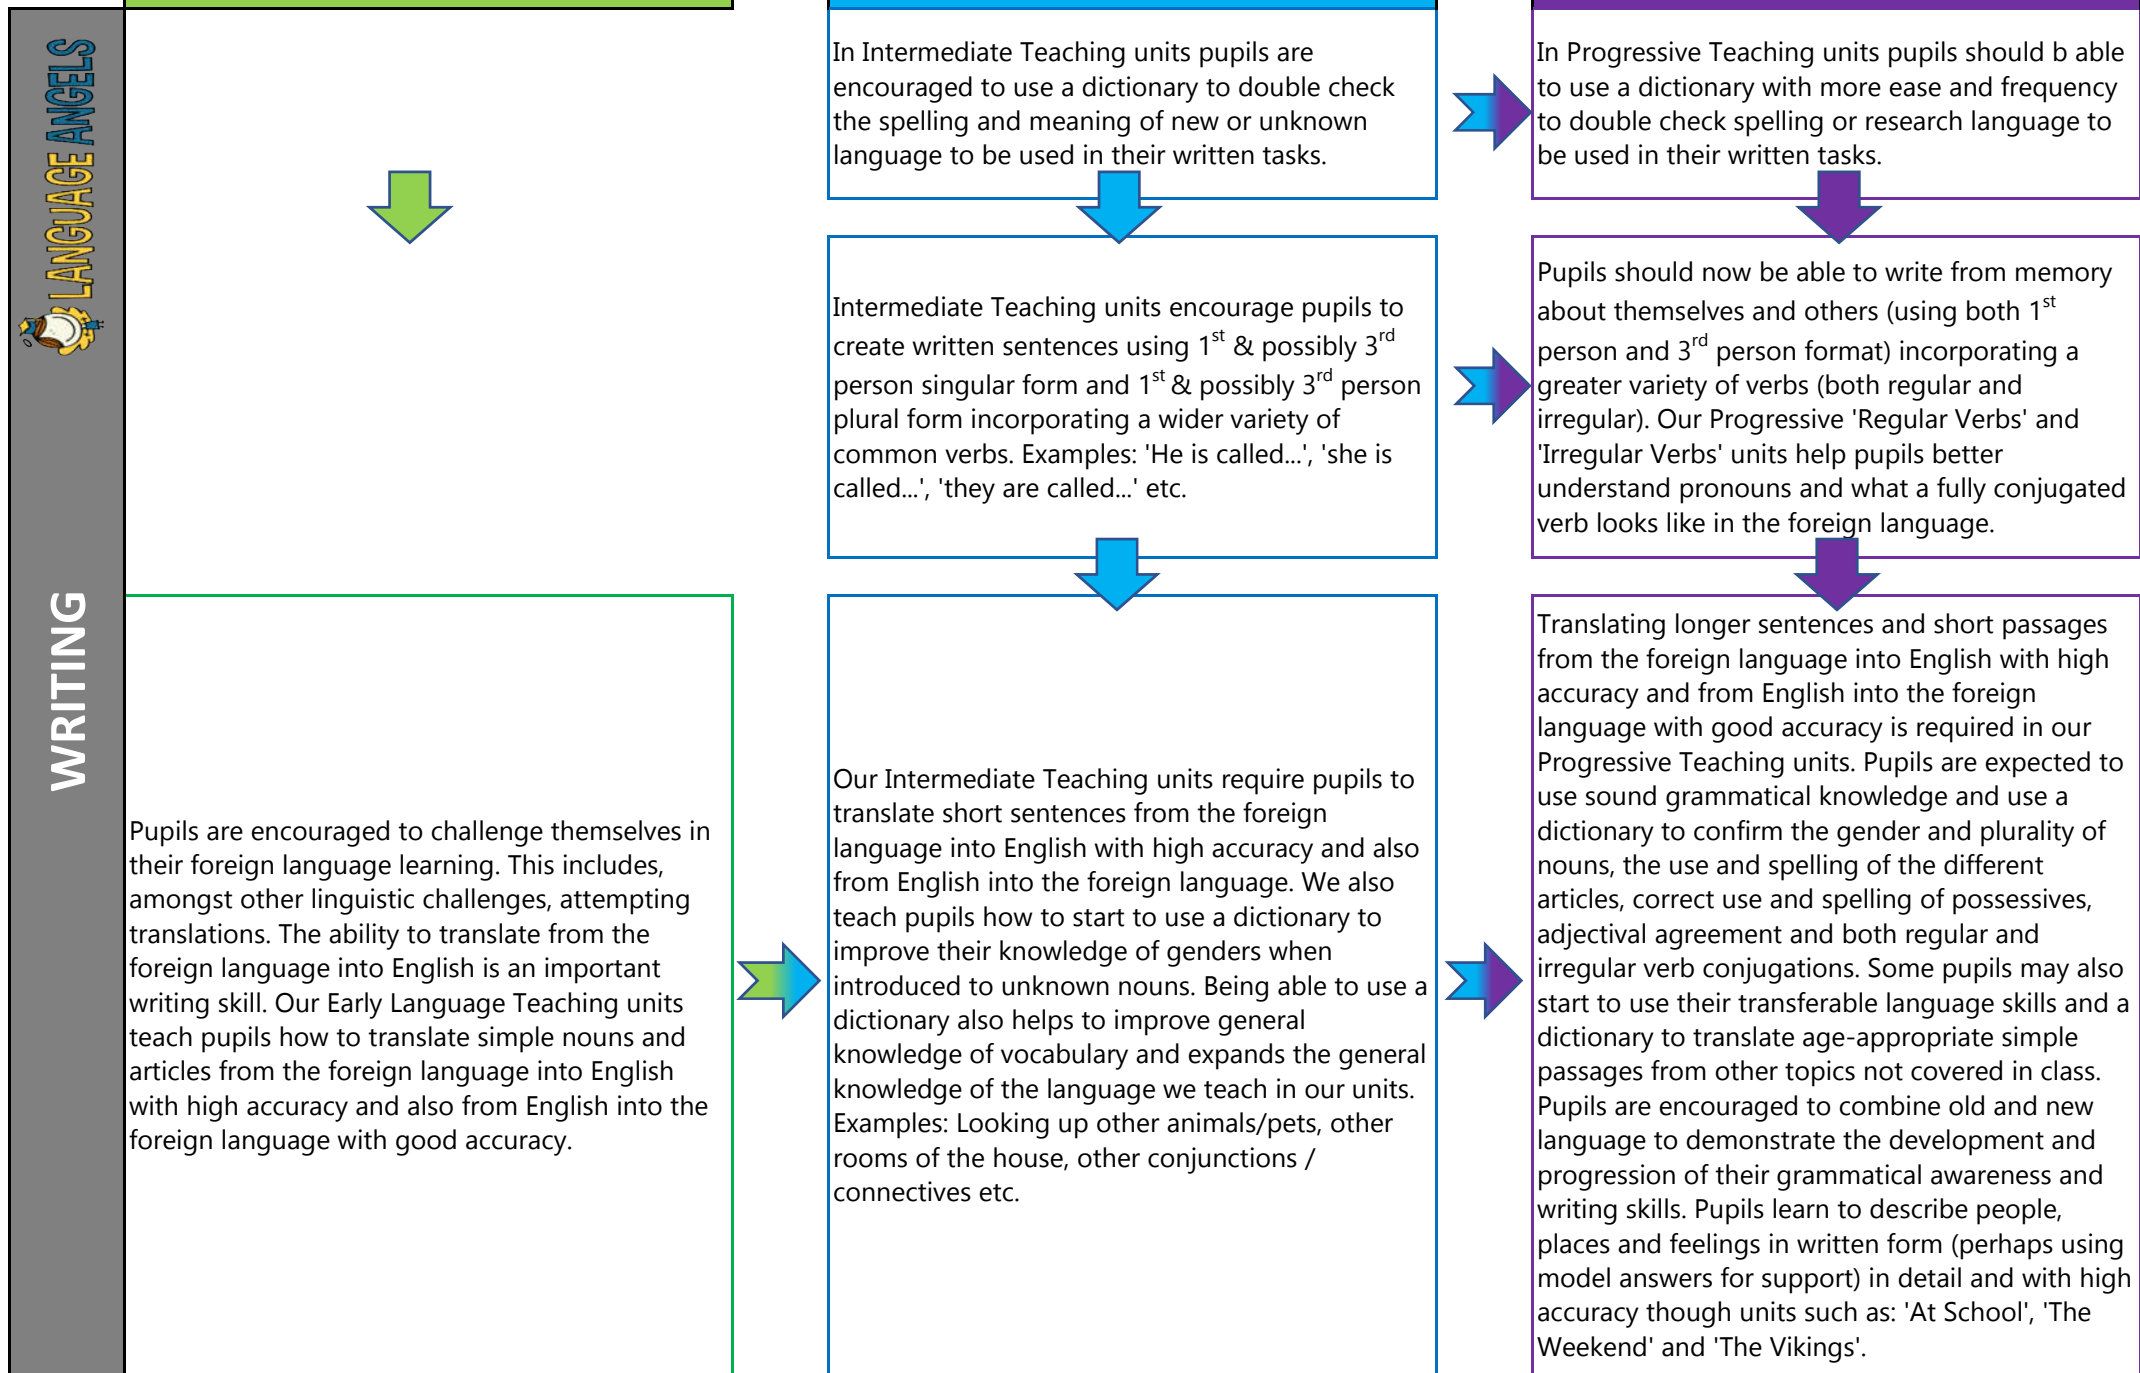 LANGUAGE ANGELS
WRITING
In Intermediate Teaching units pupils are
encouraged to use a dictionary to double check
the spelling and meaning of new or unknown
language to be used in their written tasks.
In Progressive Teaching units pupils should b able
to use a dictionary with more ease and frequency
to double check spelling or research language to
be used in their written tasks.
Intermediate Teaching units encourage pupils to
create written sentences using 1st & possibly 3rd
person singular form and 1st & possibly 3rd person
plural form incorporating a wider variety of
common verbs. Examples: 'He is called...', 'she is
called...', 'they are called...' etc.
Pupils should now be able to write from memory
about themselves and others (using both 1st
person and 3rd person format) incorporating a
greater variety of verbs (both regular and
irregular). Our Progressive 'Regular Verbs' and
'Irregular Verbs' units help pupils better
understand pronouns and what a fully conjugated
verb looks like in the foreign language.
Pupils are encouraged to challenge themselves in
their foreign language learning. This includes,
amongst other linguistic challenges, attempting
translations. The ability to translate from the
foreign language into English is an important
writing skill. Our Early Language Teaching units
teach pupils how to translate simple nouns and
articles from the foreign language into English
with high accuracy and also from English into the
foreign language with good accuracy.
Our Intermediate Teaching units require pupils to
translate short sentences from the foreign
language into English with high accuracy and also
from English into the foreign language. We also
teach pupils how to start to use a dictionary to
improve their knowledge of genders when
introduced to unknown nouns. Being able to use a
dictionary also helps to improve general
knowledge of vocabulary and expands the general
knowledge of the language we teach in our units.
Examples: Looking up other animals/pets, other
rooms of the house, other conjunctions /
connectives etc.
Translating longer sentences and short passages
from the foreign language into English with high
accuracy and from English into the foreign
language with good accuracy is required in our
Progressive Teaching units. Pupils are expected to
use sound grammatical knowledge and use a
dictionary to confirm the gender and plurality of
nouns, the use and spelling of the different
articles, correct use and spelling of possessives,
adjectival agreement and both regular and
irregular verb conjugations. Some pupils may also
start to use their transferable language skills and a
dictionary to translate age-appropriate simple
passages from other topics not covered in class.
Pupils are encouraged to combine old and new
language to demonstrate the development and
progression of their grammatical awareness and
writing skills. Pupils learn to describe people,
places and feelings in written form (perhaps using
model answers for support) in detail and with high
accuracy though units such as: 'At School', 'The
Weekend' and 'The Vikings'.